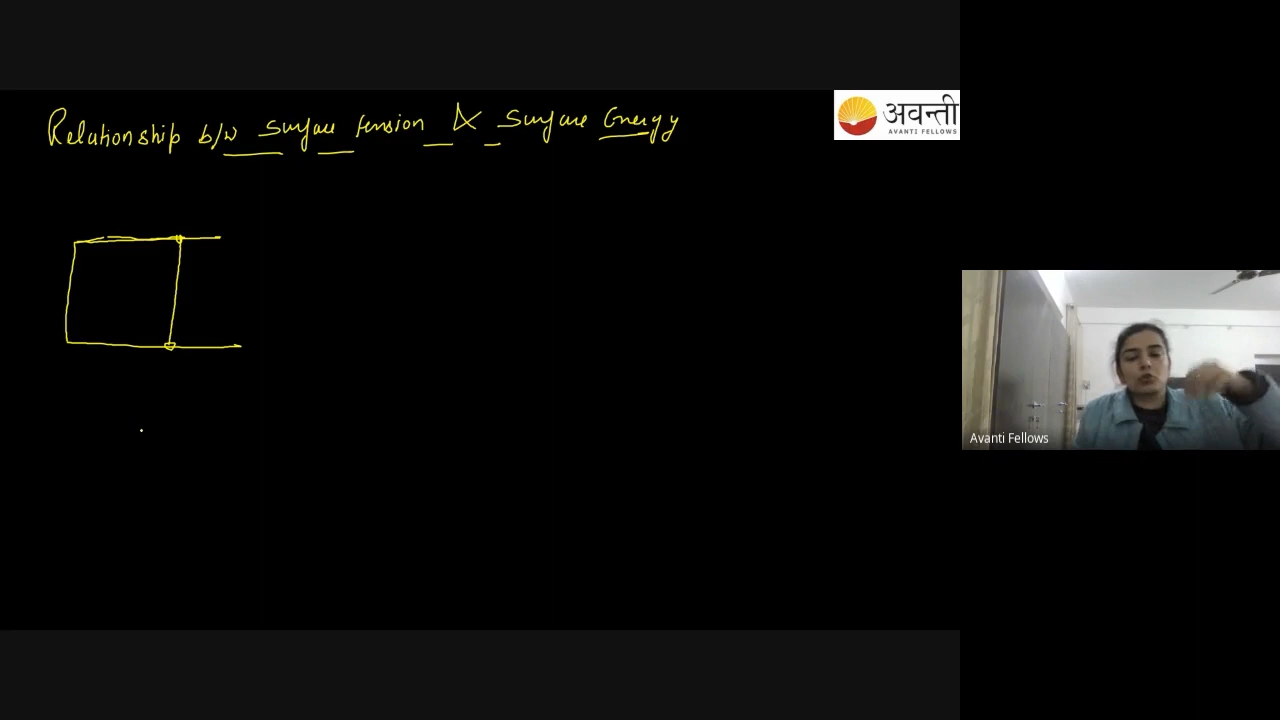 Relationship b/w Surface tension & Surface Energy
अवन्ती
AVANTI FELLOWS
Avanti Fellows